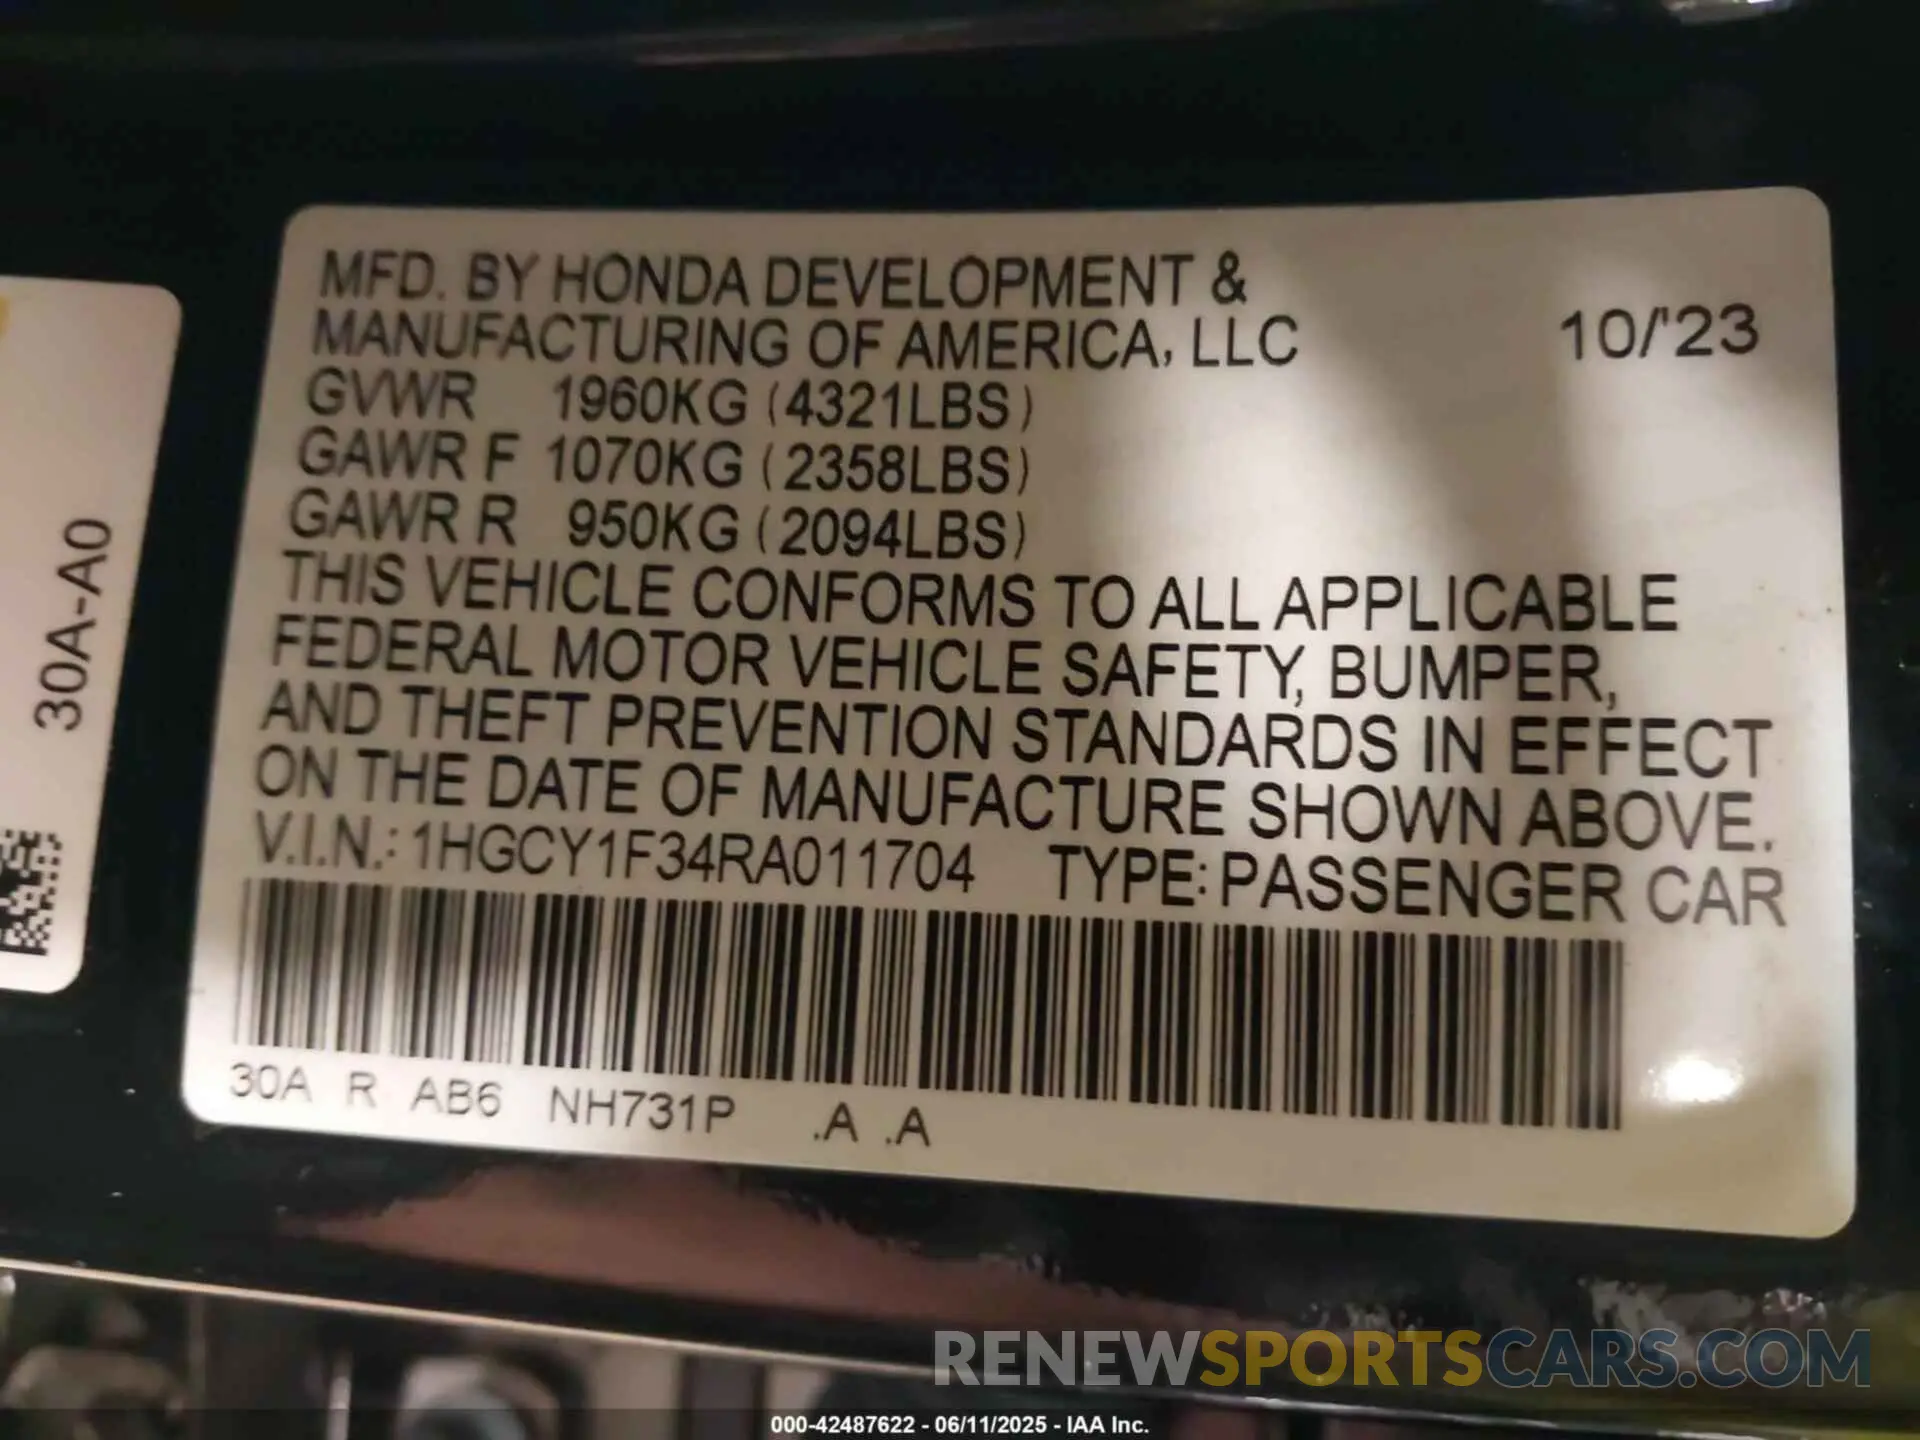 MFD. BY HONDA DEVELOPMENT &
MANUFACTURING OF AMERICA, LLC 10/'23
GVWR 1960KG (4321LBS)
GAWR F 1070KG (2358LBS)
GAWR R 950KG (2094LBS)
THIS VEHICLE CONFORMS TO ALL APPLICABLE
FEDERAL MOTOR VEHICLE SAFETY, BUMPER,
AND THEFT PREVENTION STANDARDS IN EFFECT
ON THE DATE OF MANUFACTURE SHOWN ABOVE.
V.I.N.: 1HGCY1F34RA011704 TYPE: PASSENGER CAR
30A R AB6 NH731P .A .A
30A-A0
RENEWSPORTSCARS.COM
000-42487622 - 06/11/2025 - IAA Inc.